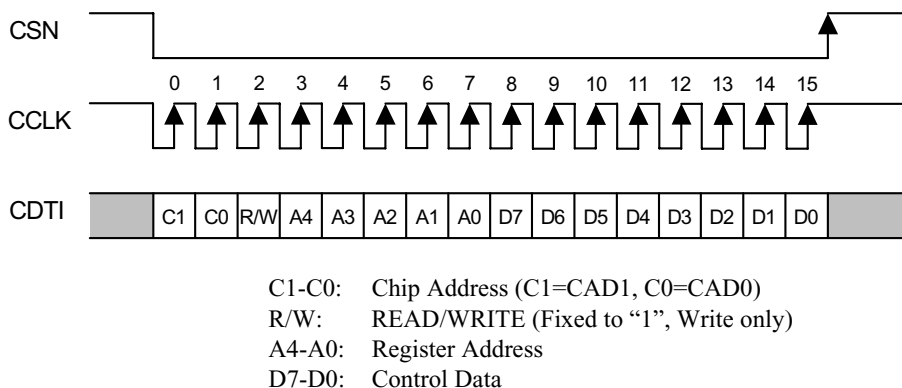 CSN
0 1 2 3 4 5 6 7 8 9 10 11 12 13 14 15
CCLK
CDTI C1 C0 R/W A4 A3 A2 A1 A0 D7 D6 D5 D4 D3 D2 D1 D0
C1-C0: Chip Address (C1=CAD1, C0=CAD0)
R/W: READ/WRITE (Fixed to “1”, Write only)
A4-A0: Register Address
D7-D0: Control Data